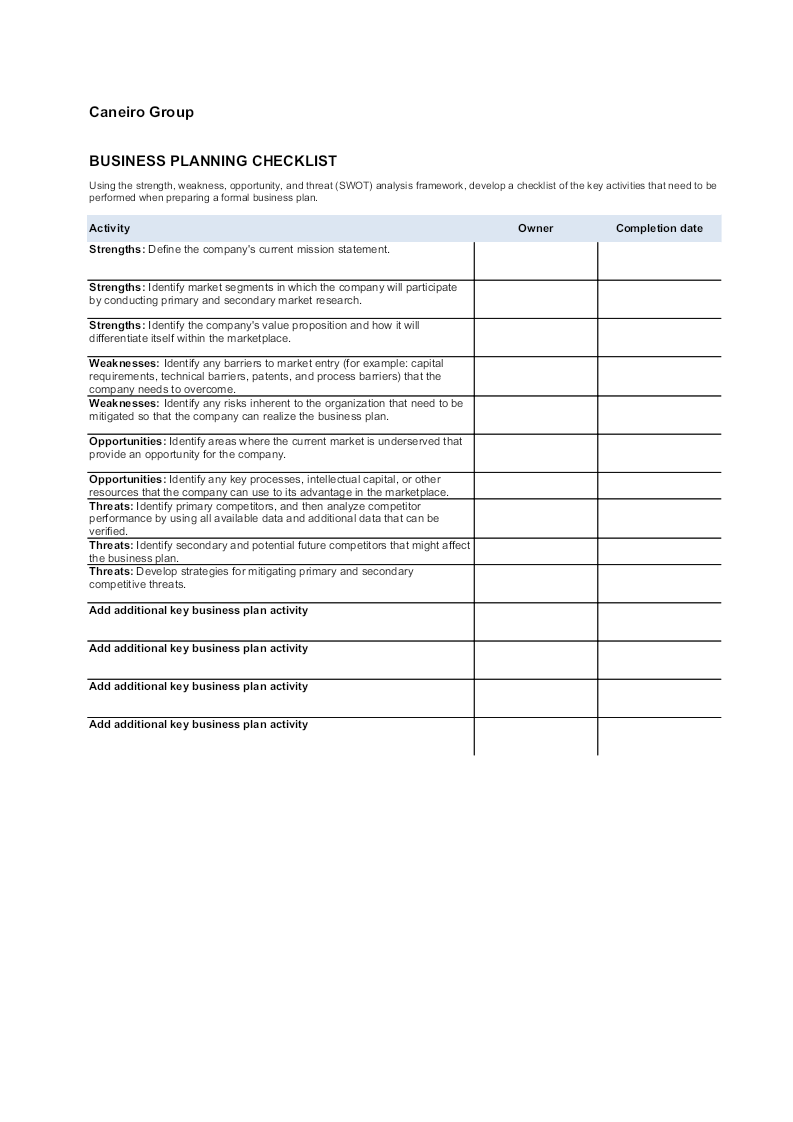 Caneiro Group
BUSINESS PLANNING CHECKLIST
Using the strength, weakness, opportunity, and threat (SWOT) analysis framework, develop a checklist of the key activities that need to be
performed when preparing a formal business plan.
Activity Owner Completion date
Strengths: Define the company's current mission statement.
Strengths: Identify market segments in which the company will participate
by conducting primary and secondary market research.
Strengths: Identify the company's value proposition and how it will
differentiate itself within the marketplace.
Weaknesses: Identify any barriers to market entry (for example: capital
requirements, technical barriers, patents, and process barriers) that the
company needs to overcome.
Weaknesses: Identify any risks inherent to the organization that need to be
mitigated so that the company can realize the business plan.
Opportunities: Identify areas where the current market is underserved that
provide an opportunity for the company.
Opportunities: Identify any key processes, intellectual capital, or other
resources that the company can use to its advantage in the marketplace.
Threats: Identify primary competitors, and then analyze competitor
performance by using all available data and additional data that can be
verified.
Threats: Identify secondary and potential future competitors that might affect
the business plan.
Threats: Develop strategies for mitigating primary and secondary
competitive threats.
Add additional key business plan activity
Add additional key business plan activity
Add additional key business plan activity
Add additional key business plan activity